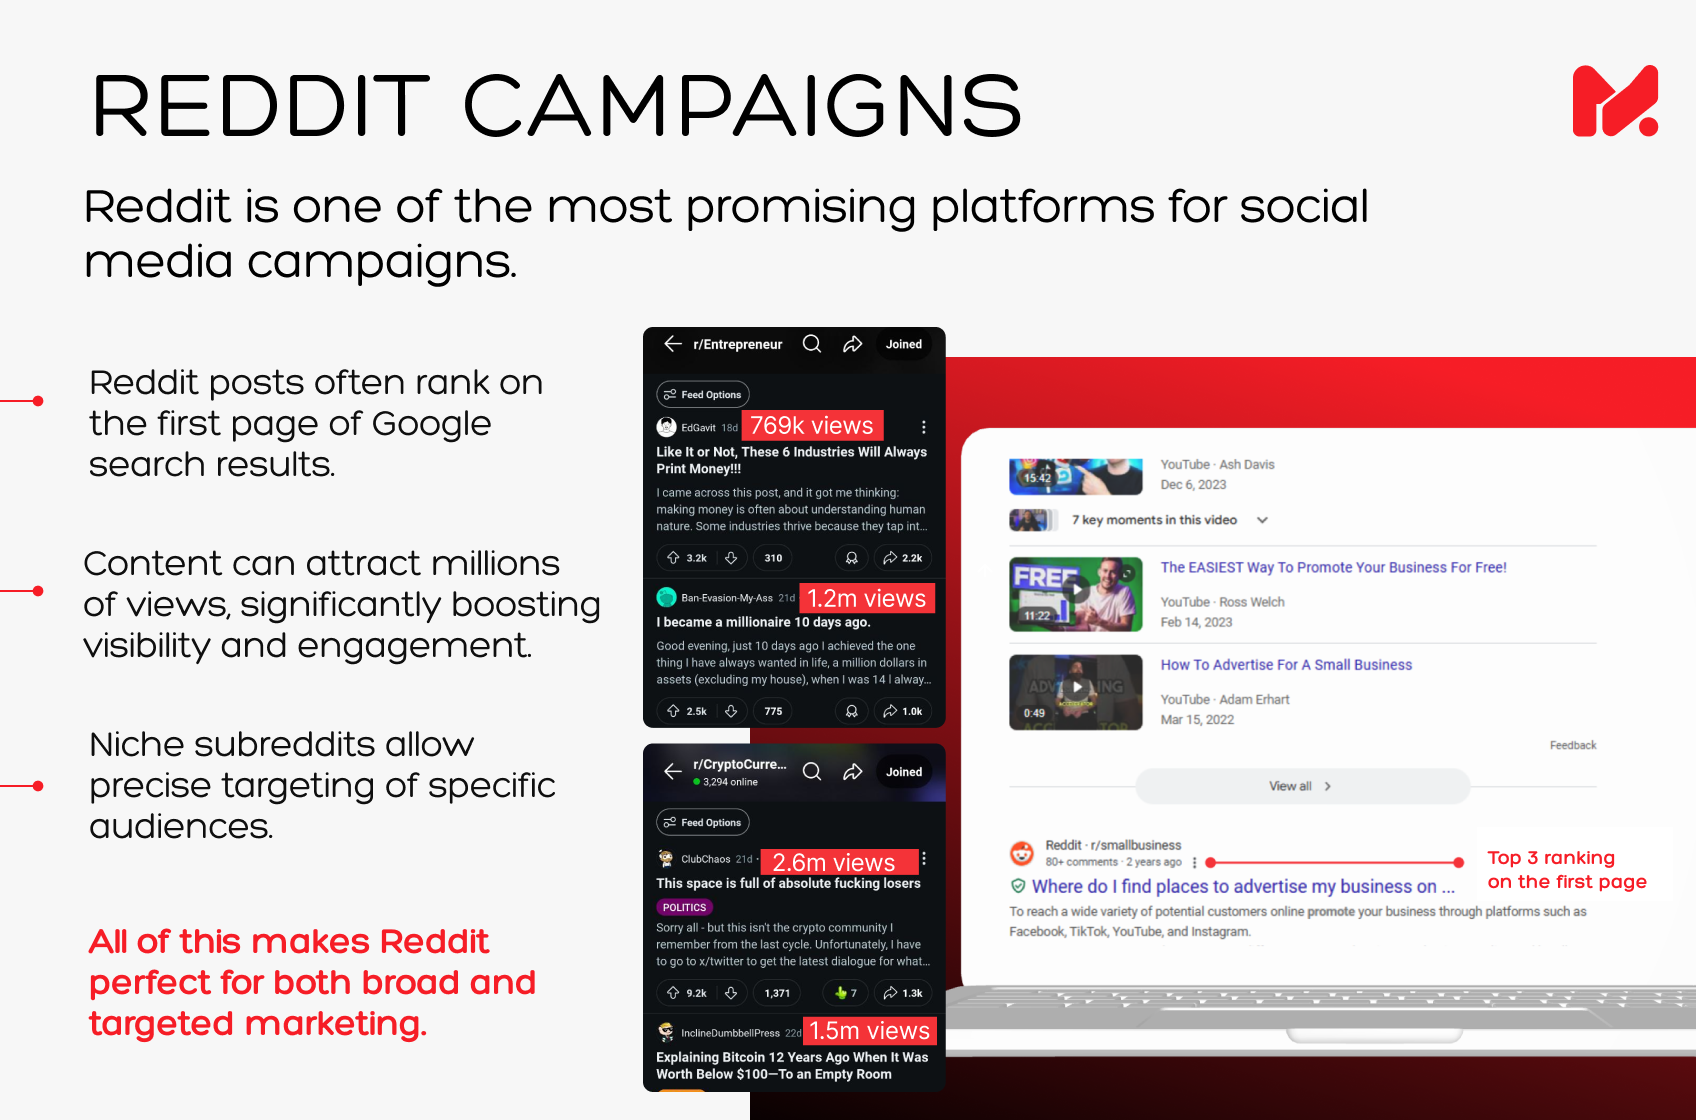 REDDIT CAMPAIGNS
Reddit is one of the most promising platforms for social
media campaigns.
Reddit posts often rank on
the first page of Google
search results.
Content can attract millions
of views, significantly boosting
visibility and engagement.
Niche subreddits allow
precise targeting of specific
audiences.
All of this makes Reddit
perfect for both broad and
targeted marketing.
r/Entrepreneur Joined
Feed Options
EdGavit 18d 769k views
Like It or Not, These 6 Industries Will Always
Print Money!!!
I came across this post, and it got me thinking:
making money is often about understanding human
nature. Some industries thrive because they tap int...
3.2k 310 2.2k
Ban-Evasion-My-Ass 21d 1.2m views
I became a millionaire 10 days ago.
Good evening, just 10 days ago I achieved the one
thing I have always wanted in life, a million dollars in
assets (excluding my house), when I was 14 I alway...
2.5k 775 1.0k
r/CryptoCurre... Joined
3,294 online
Feed Options
ClubChaos 21d · 2.6m views
This space is full of absolute fucking losers
POLITICS
Sorry all - but this isn't the crypto community I
remember from the last cycle. Unfortunately, I have
to go to x/twitter to get the latest dialogue for what...
9.2k 1,371 7 1.3k
InclineDumbbellPress 22d 1.5m views
Explaining Bitcoin 12 Years Ago When It Was
Worth Below $100—To an Empty Room
15:42
YouTube · Ash Davis
Dec 6, 2023
7 key moments in this video
FREE
11:22
The EASIEST Way To Promote Your Business For Free!
YouTube · Ross Welch
Feb 14, 2023
0:49
How To Advertise For A Small Business
YouTube · Adam Erhart
Mar 15, 2022
Feedback
View all
Reddit · r/smallbusiness
80+ comments · 2 years ago
Top 3 ranking
on the first page
Where do I find places to advertise my business on ...
To reach a wide variety of potential customers online promote your business through platforms such as
Facebook, TikTok, YouTube, and Instagram.